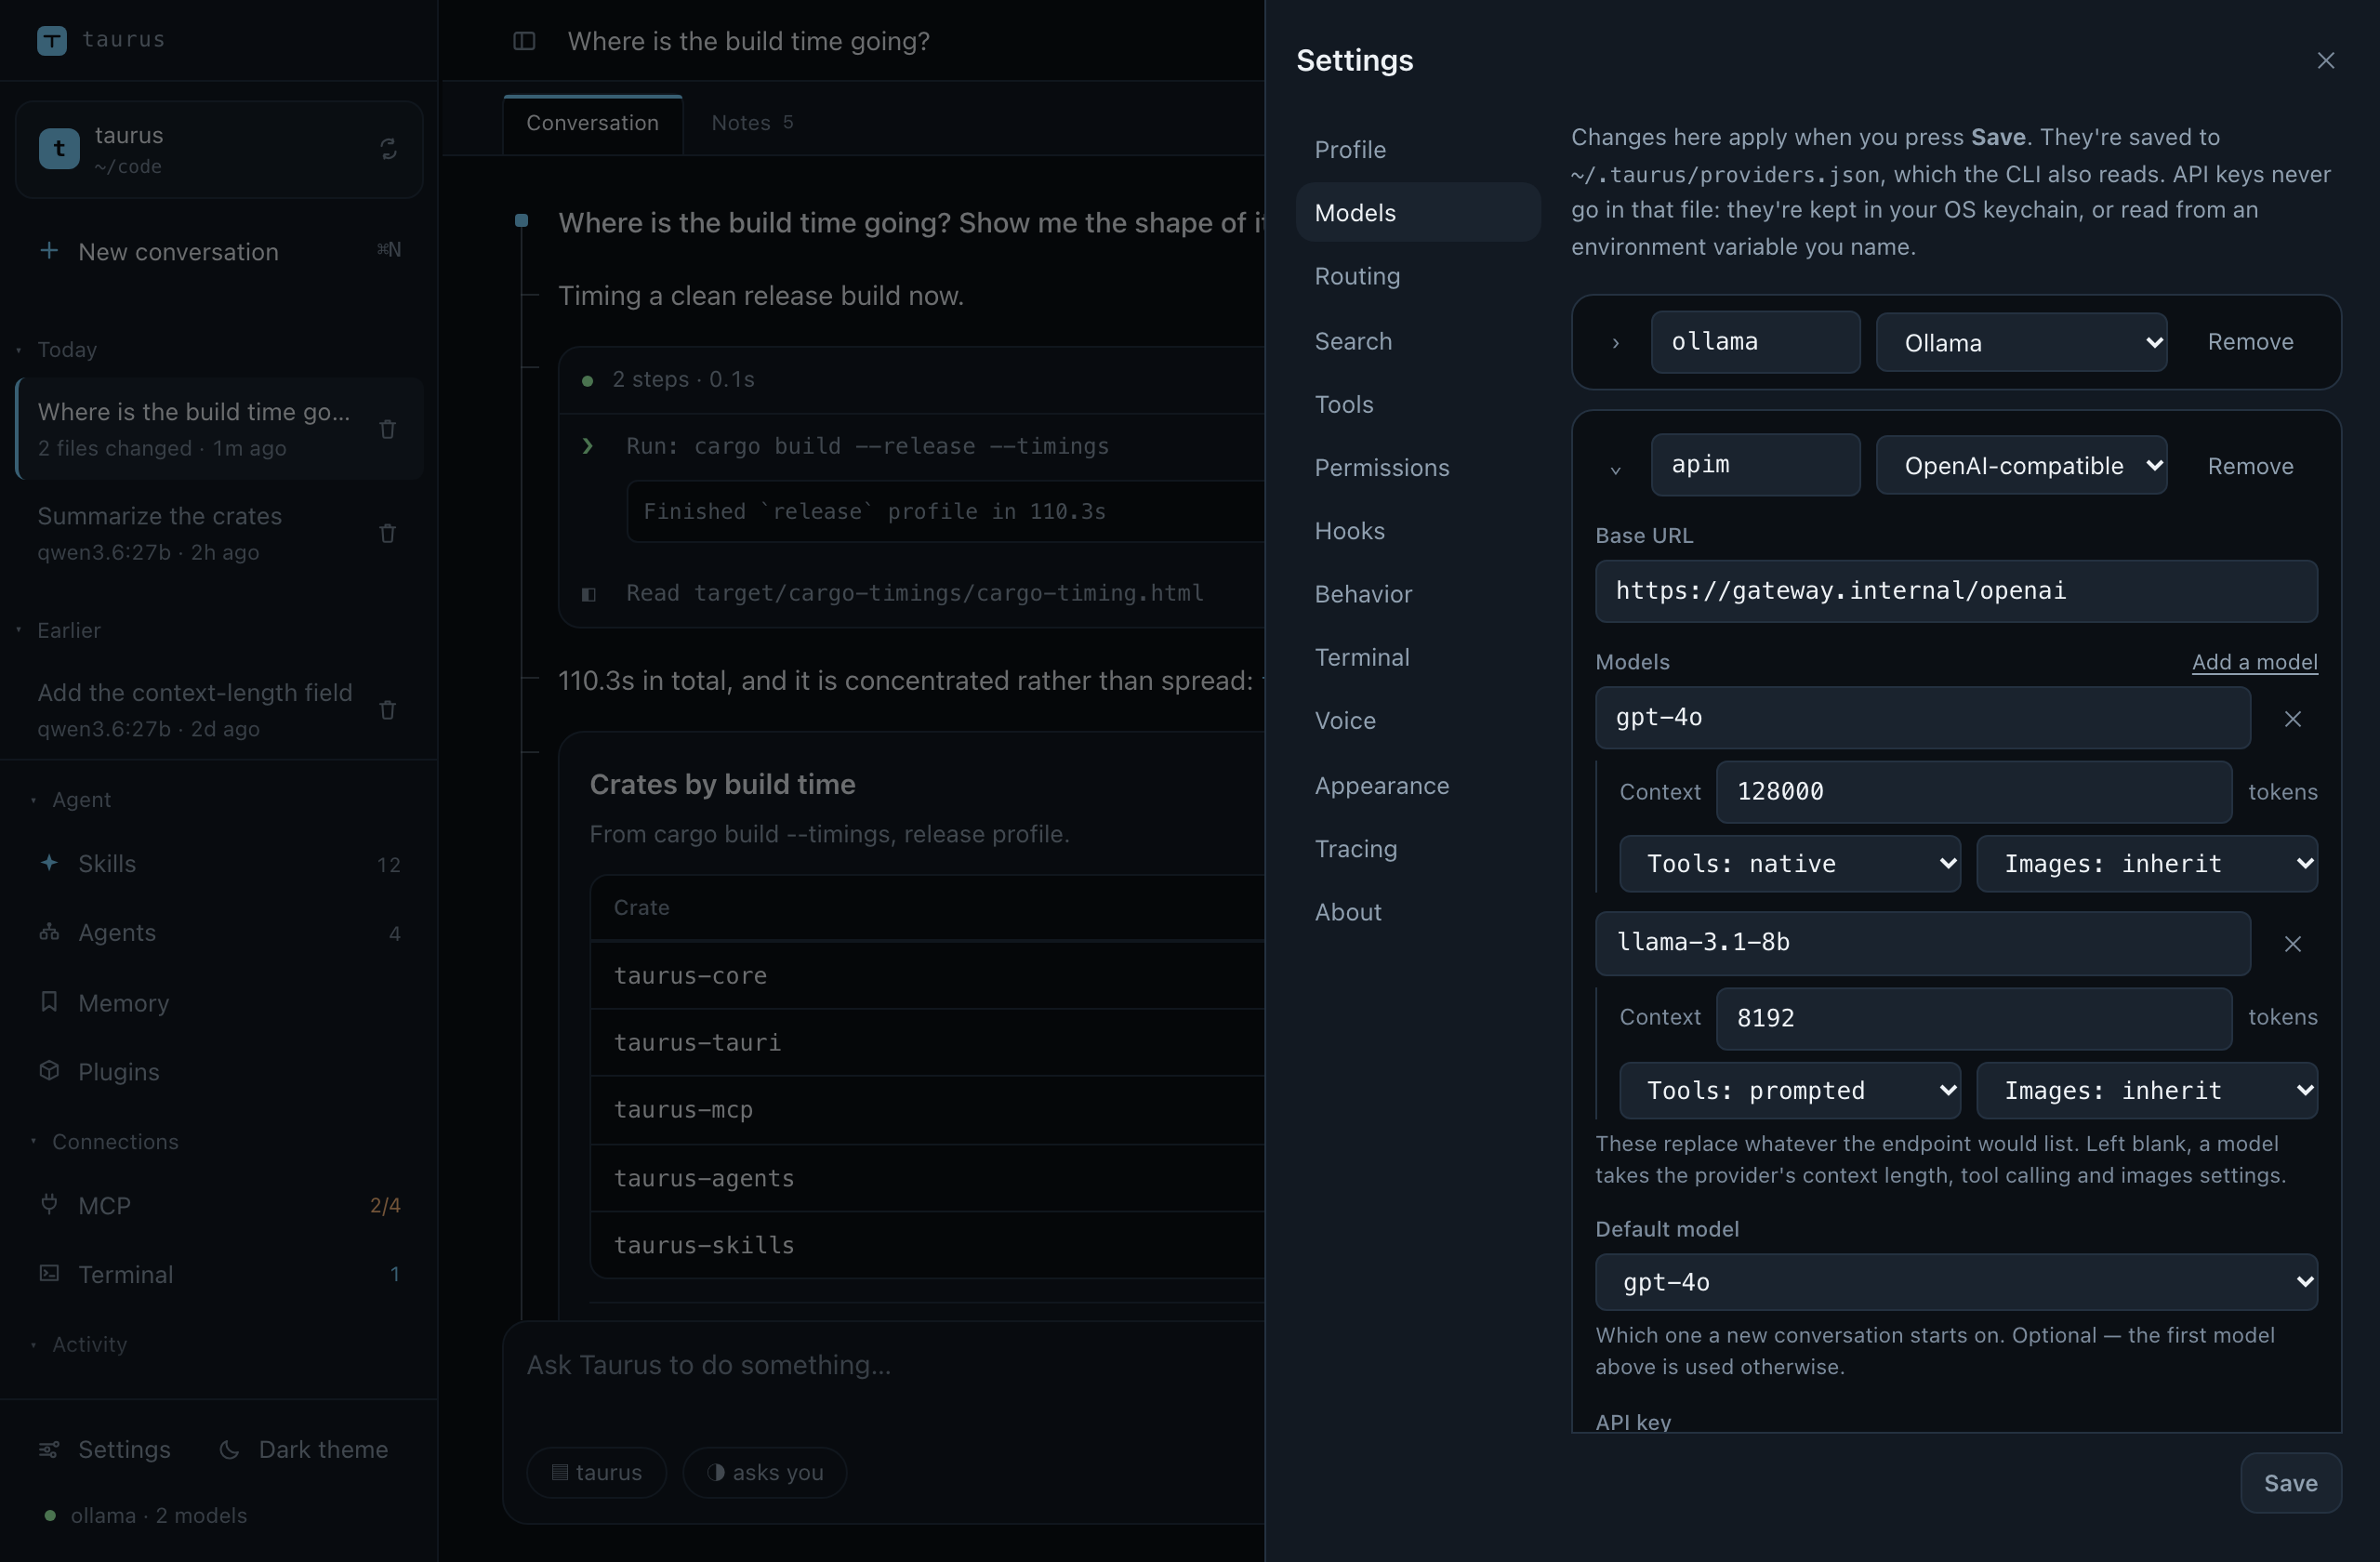 taurus
t
taurus
~/code
New conversation
⌘N
Today
Where is the build time go...
2 files changed · 1m ago
Summarize the crates
qwen3.6:27b · 2h ago
Earlier
Add the context-length field
qwen3.6:27b · 2d ago
Agent
Skills 12
Agents 4
Memory
Plugins
Connections
MCP 2/4
Terminal 1
Activity
Settings
Dark theme
ollama · 2 models
Where is the build time going?
Conversation
Notes 5
Where is the build time going? Show me the shape of
Timing a clean release build now.
2 steps · 0.1s
Run: cargo build --release --timings
Finished `release` profile in 110.3s
Read target/cargo-timings/cargo-timing.html
110.3s in total, and it is concentrated rather than spread:
Crates by build time
From cargo build --timings, release profile.
Crate
taurus-core
taurus-tauri
taurus-mcp
taurus-agents
taurus-skills
Ask Taurus to do something...
taurus
asks you
Settings
Profile
Models
Routing
Search
Tools
Permissions
Hooks
Behavior
Terminal
Voice
Appearance
Tracing
About
Changes here apply when you press Save. They're saved to
~/.taurus/providers.json, which the CLI also reads. API keys never
go in that file: they're kept in your OS keychain, or read from an
environment variable you name.
ollama
Ollama
Remove
apim
OpenAI-compatible
Remove
Base URL
https://gateway.internal/openai
Models
Add a model
gpt-4o
Context 128000 tokens
Tools: native
Images: inherit
llama-3.1-8b
Context 8192 tokens
Tools: prompted
Images: inherit
These replace whatever the endpoint would list. Left blank, a model
takes the provider's context length, tool calling and images settings.
Default model
gpt-4o
Which one a new conversation starts on. Optional — the first model
above is used otherwise.
API key
Save